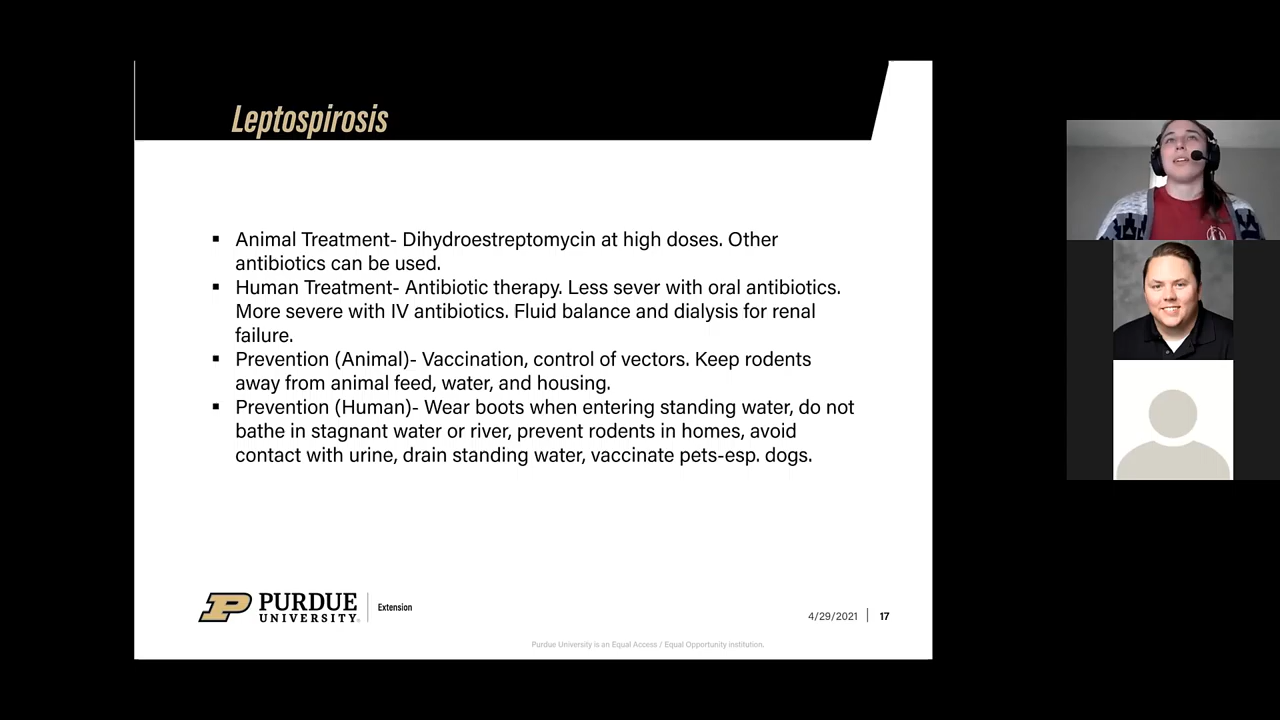 Leptospirosis
▪ Animal Treatment- Dihydroestreptomycin at high doses. Other
antibiotics can be used.
▪ Human Treatment- Antibiotic therapy. Less sever with oral antibiotics.
More severe with IV antibiotics. Fluid balance and dialysis for renal
failure.
▪ Prevention (Animal)- Vaccination, control of vectors. Keep rodents
away from animal feed, water, and housing.
▪ Prevention (Human)- Wear boots when entering standing water, do not
bathe in stagnant water or river, prevent rodents in homes, avoid
contact with urine, drain standing water, vaccinate pets-esp. dogs.
PURDUE
UNIVERSITY®
Extension
4/29/2021 | 17
Purdue University is an Equal Access / Equal Opportunity institution.